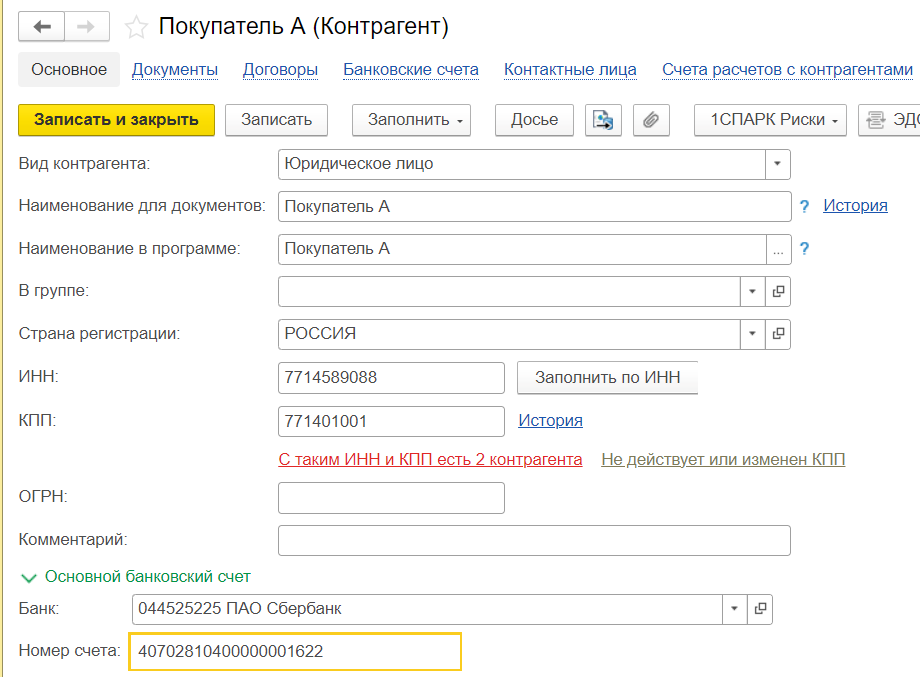 Покупатель А (Контрагент)
Основное Документы Договоры Банковские счета Контактные лица Счета расчетов с контрагентами
Записать и закрыть Записать Заполнить Досье 1СПАРК Риски ЭДО
Вид контрагента: Юридическое лицо
Наименование для документов: Покупатель А ? История
Наименование в программе: Покупатель А ... ?
В группе:
Страна регистрации: РОССИЯ
ИНН: 7714589088 Заполнить по ИНН
КПП: 771401001 История
С таким ИНН и КПП есть 2 контрагента Не действует или изменен КПП
ОГРН:
Комментарий:
Основной банковский счет
Банк: 044525225 ПАО Сбербанк
Номер счета: 40702810400000001622